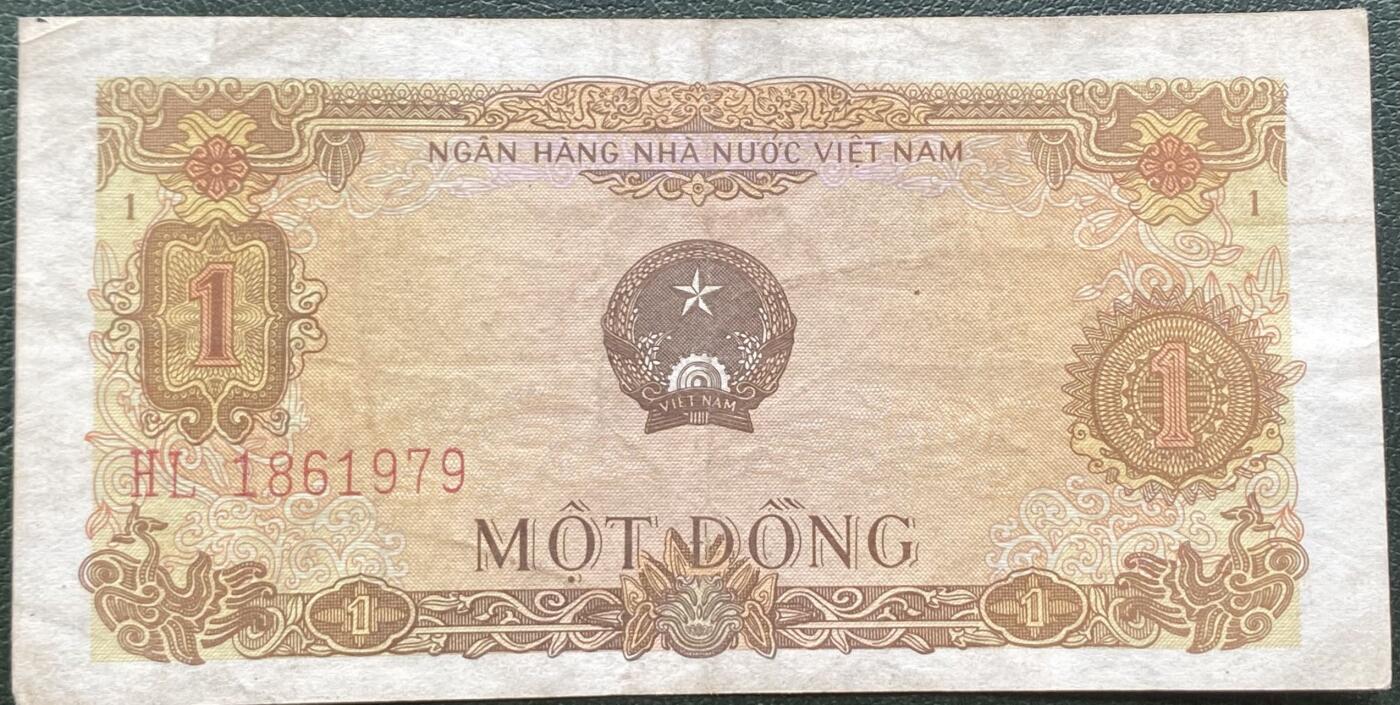 NGÂN HÀNG NHÀ NƯỚC VIỆT NAM
1 1
1
VIỆT NAM
1
HL 1861979
MỘT ĐỒNG
1 1